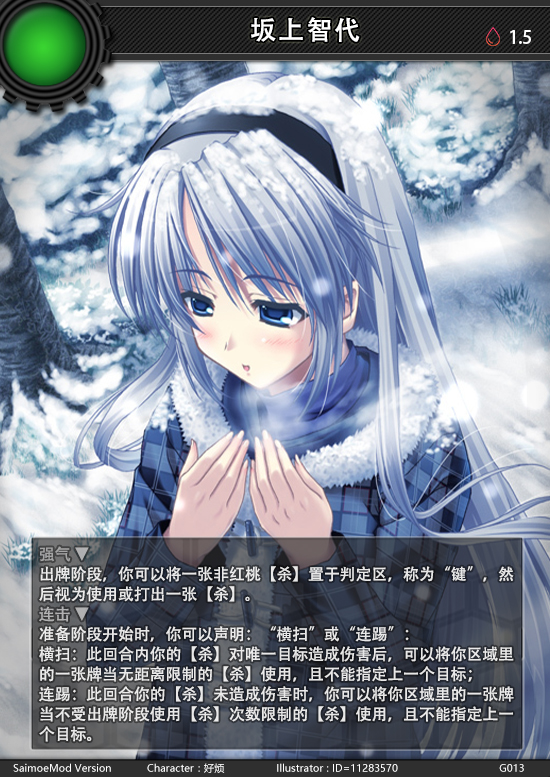 坂上智代
1.5
强气▼
出牌阶段，你可以将一张非红桃【杀】置于判定区，称为“键”，然
后视为使用或打出一张【杀】。
连击▼
准备阶段开始时，你可以声明：“横扫”或“连踢”：
横扫：此回合内你的【杀】对唯一目标造成伤害后，可以将你区域里
的一张牌当无距离限制的【杀】使用，且不能指定上一个目标；
连踢：此回合你的【杀】未造成伤害时，你可以将你区域里的一张牌
当不受出牌阶段使用【杀】次数限制的【杀】使用，且不能指定上一
个目标。
SaimoeMod Version Character : 好烦 Illustrator : ID=11283570 G013